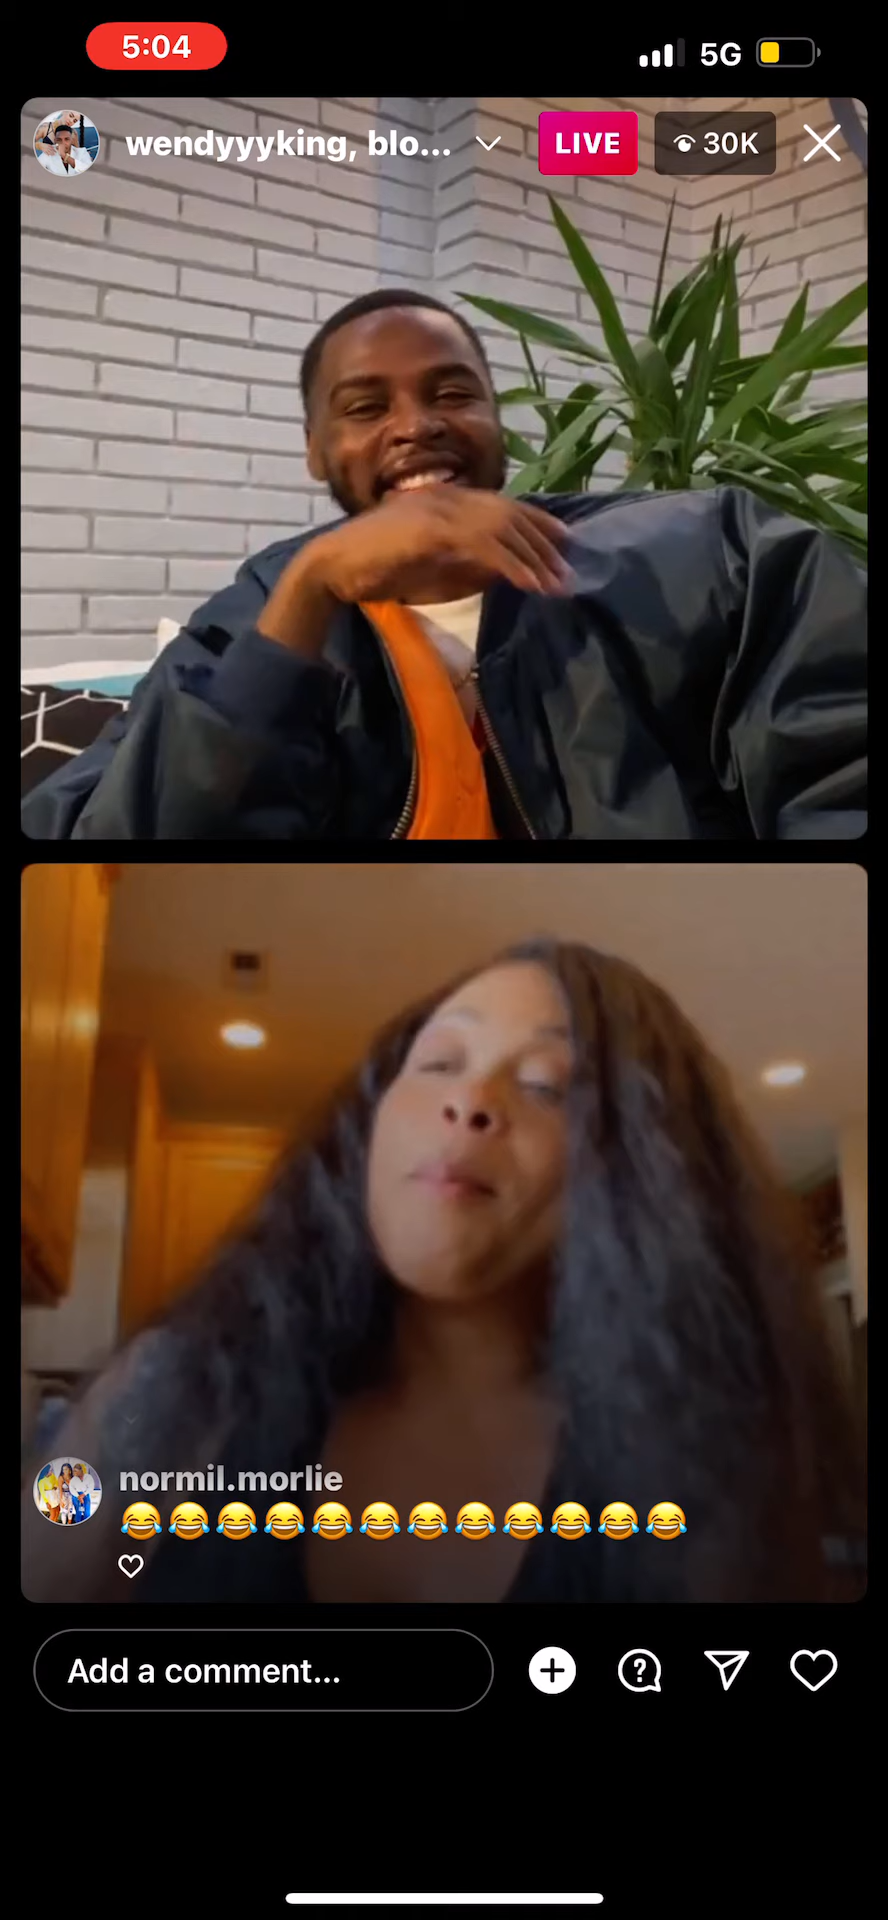 5:04
5G
wendyyyking, blo...
LIVE
30K
normil.morlie
😂😂😂😂😂😂😂😂😂😂😂😂
Add a comment...